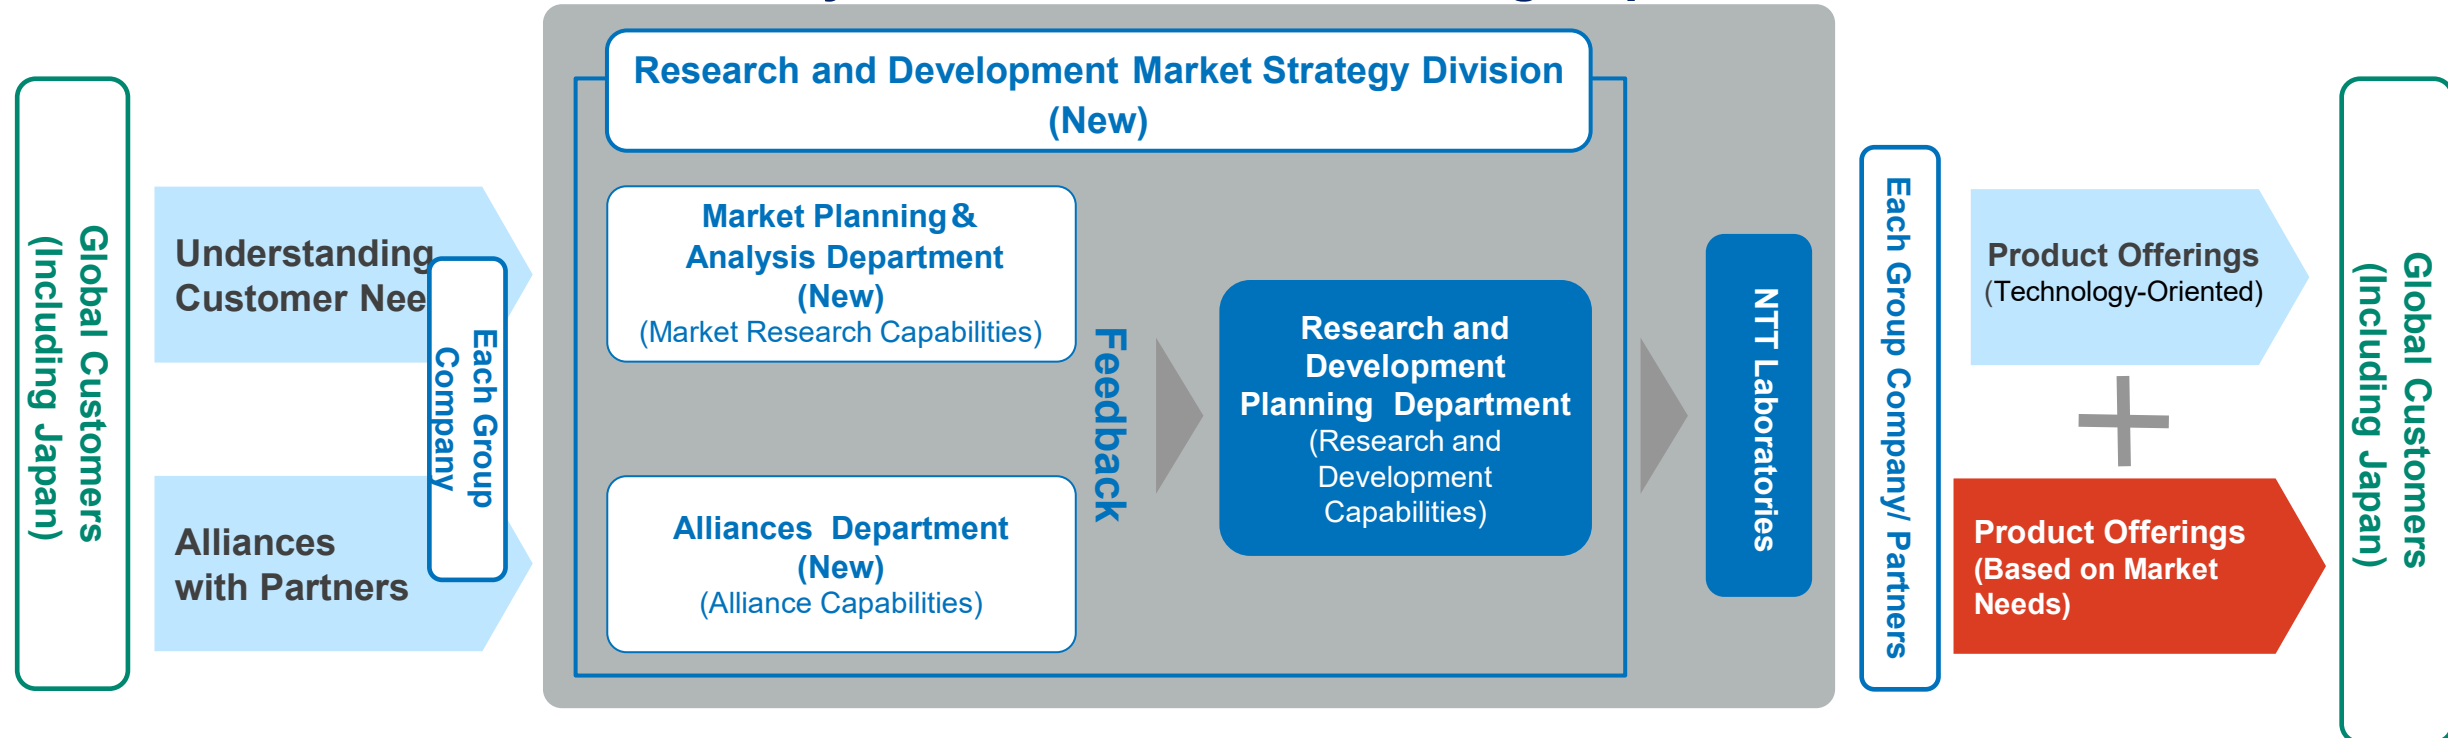 Research and Development Market Strategy Division
(New)
Global Customers
(Including Japan)
Understanding
Customer Nee
Alliances
with Partners
Each Group
Company
Market Planning &
Analysis Department
(New)
(Market Research Capabilities)
Alliances Department
(New)
(Alliance Capabilities)
Feedback
Research and
Development
Planning Department
(Research and
Development
Capabilities)
NTT Laboratories
Each Group Company/ Partners
Product Offerings
(Technology-Oriented)
Product Offerings
(Based on Market
Needs)
Global Customers
(Including Japan)